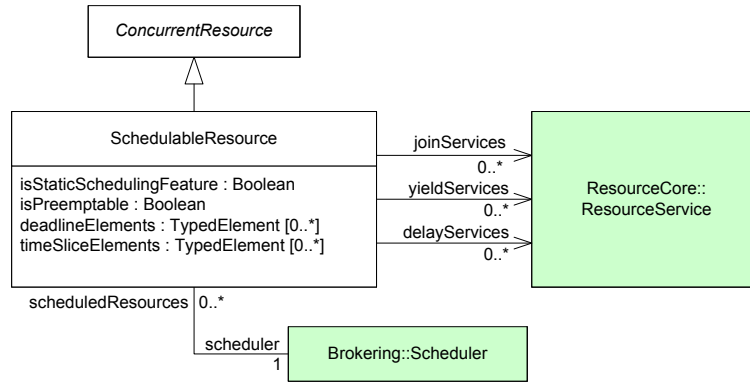 ConcurrentResource
SchedulableResource
isStaticSchedulingFeature : Boolean
isPreemptable : Boolean
deadlineElements : TypedElement [0..*]
timeSliceElements : TypedElement [0..*]
joinServices
0..*
yieldServices
0..*
delayServices
0..*
ResourceCore::
ResourceService
scheduledResources 0..*
scheduler
1
Brokering::Scheduler